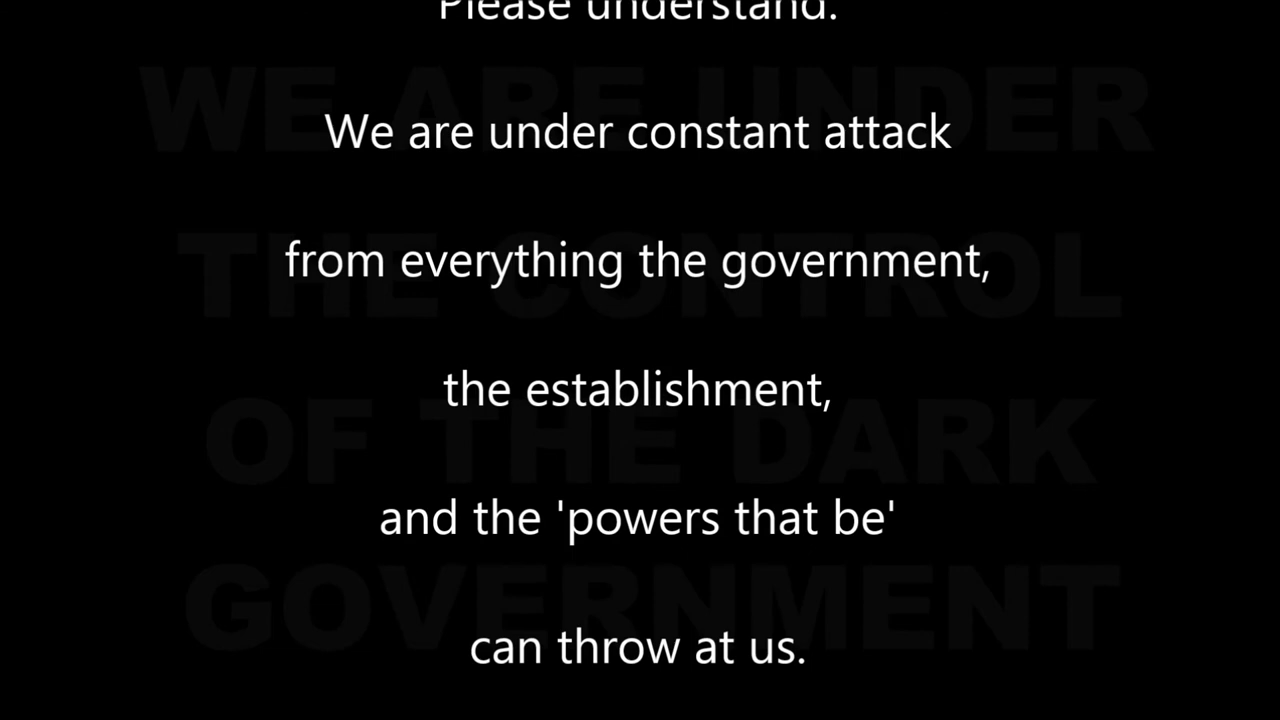 Please understand.
WE ARE UNDER
We are under constant attack
THE CONTROL
from everything the government,
the establishment,
OF THE DARK
and the 'powers that be'
GOVERNMENT
can throw at us.